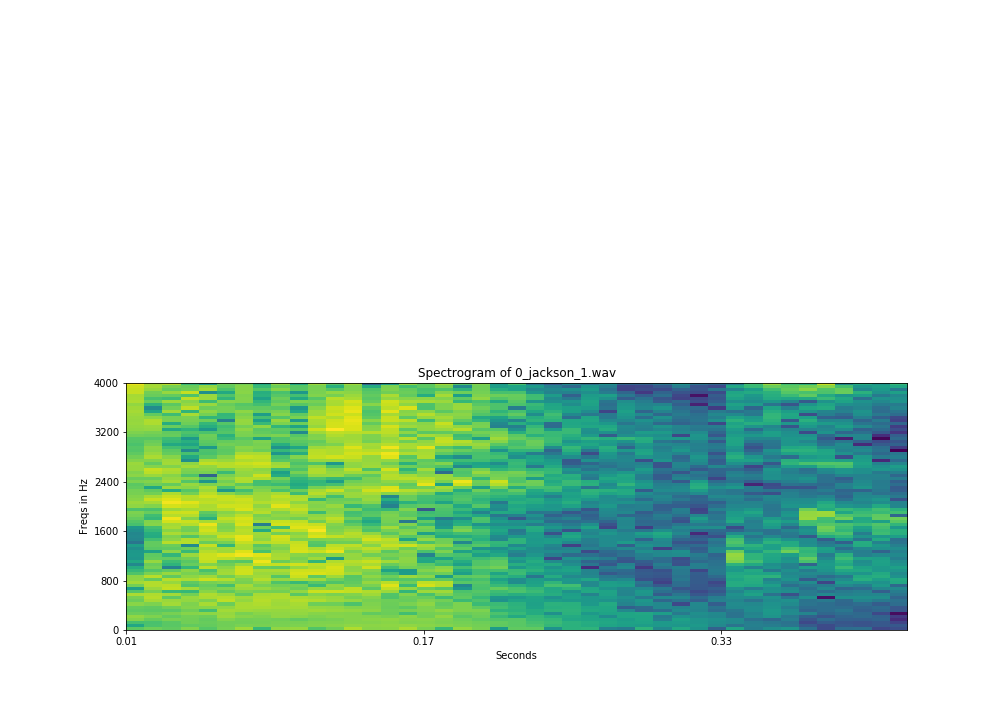 Spectrogram of 0_jackson_1.wav
4000
3200
2400
1600
800
0
Freqs in Hz
0.01 0.17 0.33
Seconds